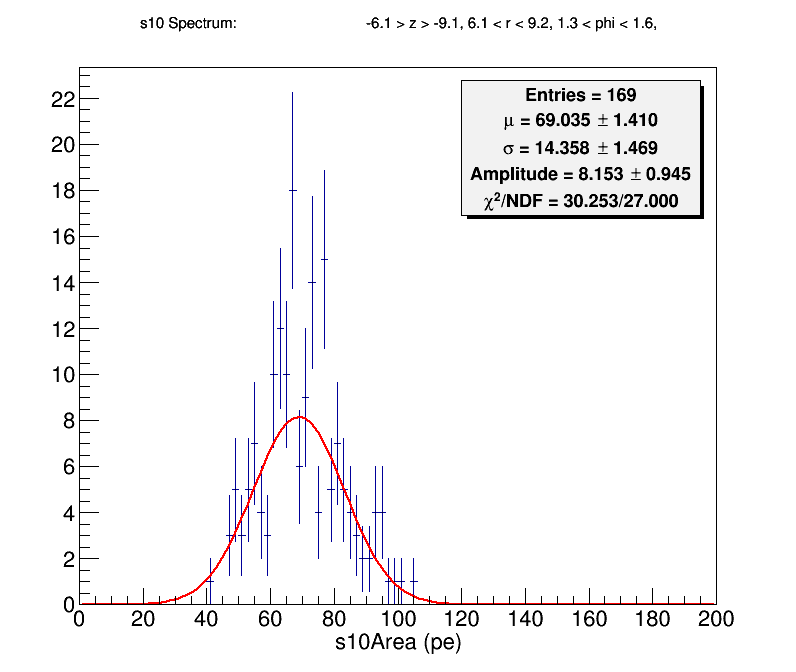 s10 Spectrum: -6.1 > z > -9.1, 6.1 < r < 9.2, 1.3 < phi < 1.6,
Entries = 169
μ = 69.035 ± 1.410
σ = 14.358 ± 1.469
Amplitude = 8.153 ± 0.945
χ²/NDF = 30.253/27.000
22
20
18
16
14
12
10
8
6
4
2
0
0 20 40 60 80 100 120 140 160 180 200
s10Area (pe)